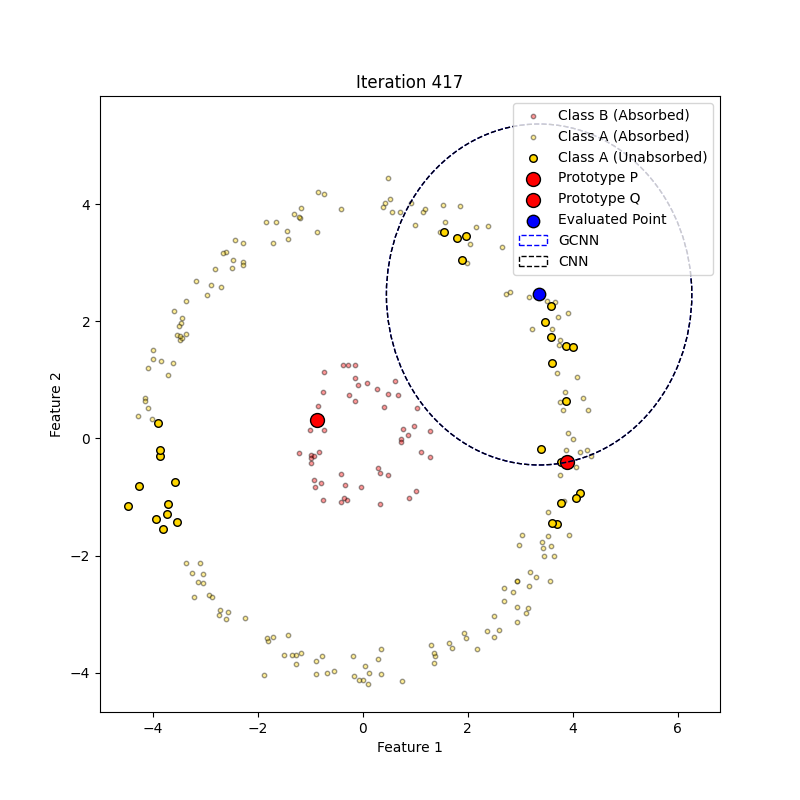 Iteration 417
Class B (Absorbed)
Class A (Absorbed)
Class A (Unabsorbed)
Prototype P
Prototype Q
Evaluated Point
GCNN
CNN
4
2
0
−2
−4
Feature 2
−4 −2 0 2 4 6
Feature 1